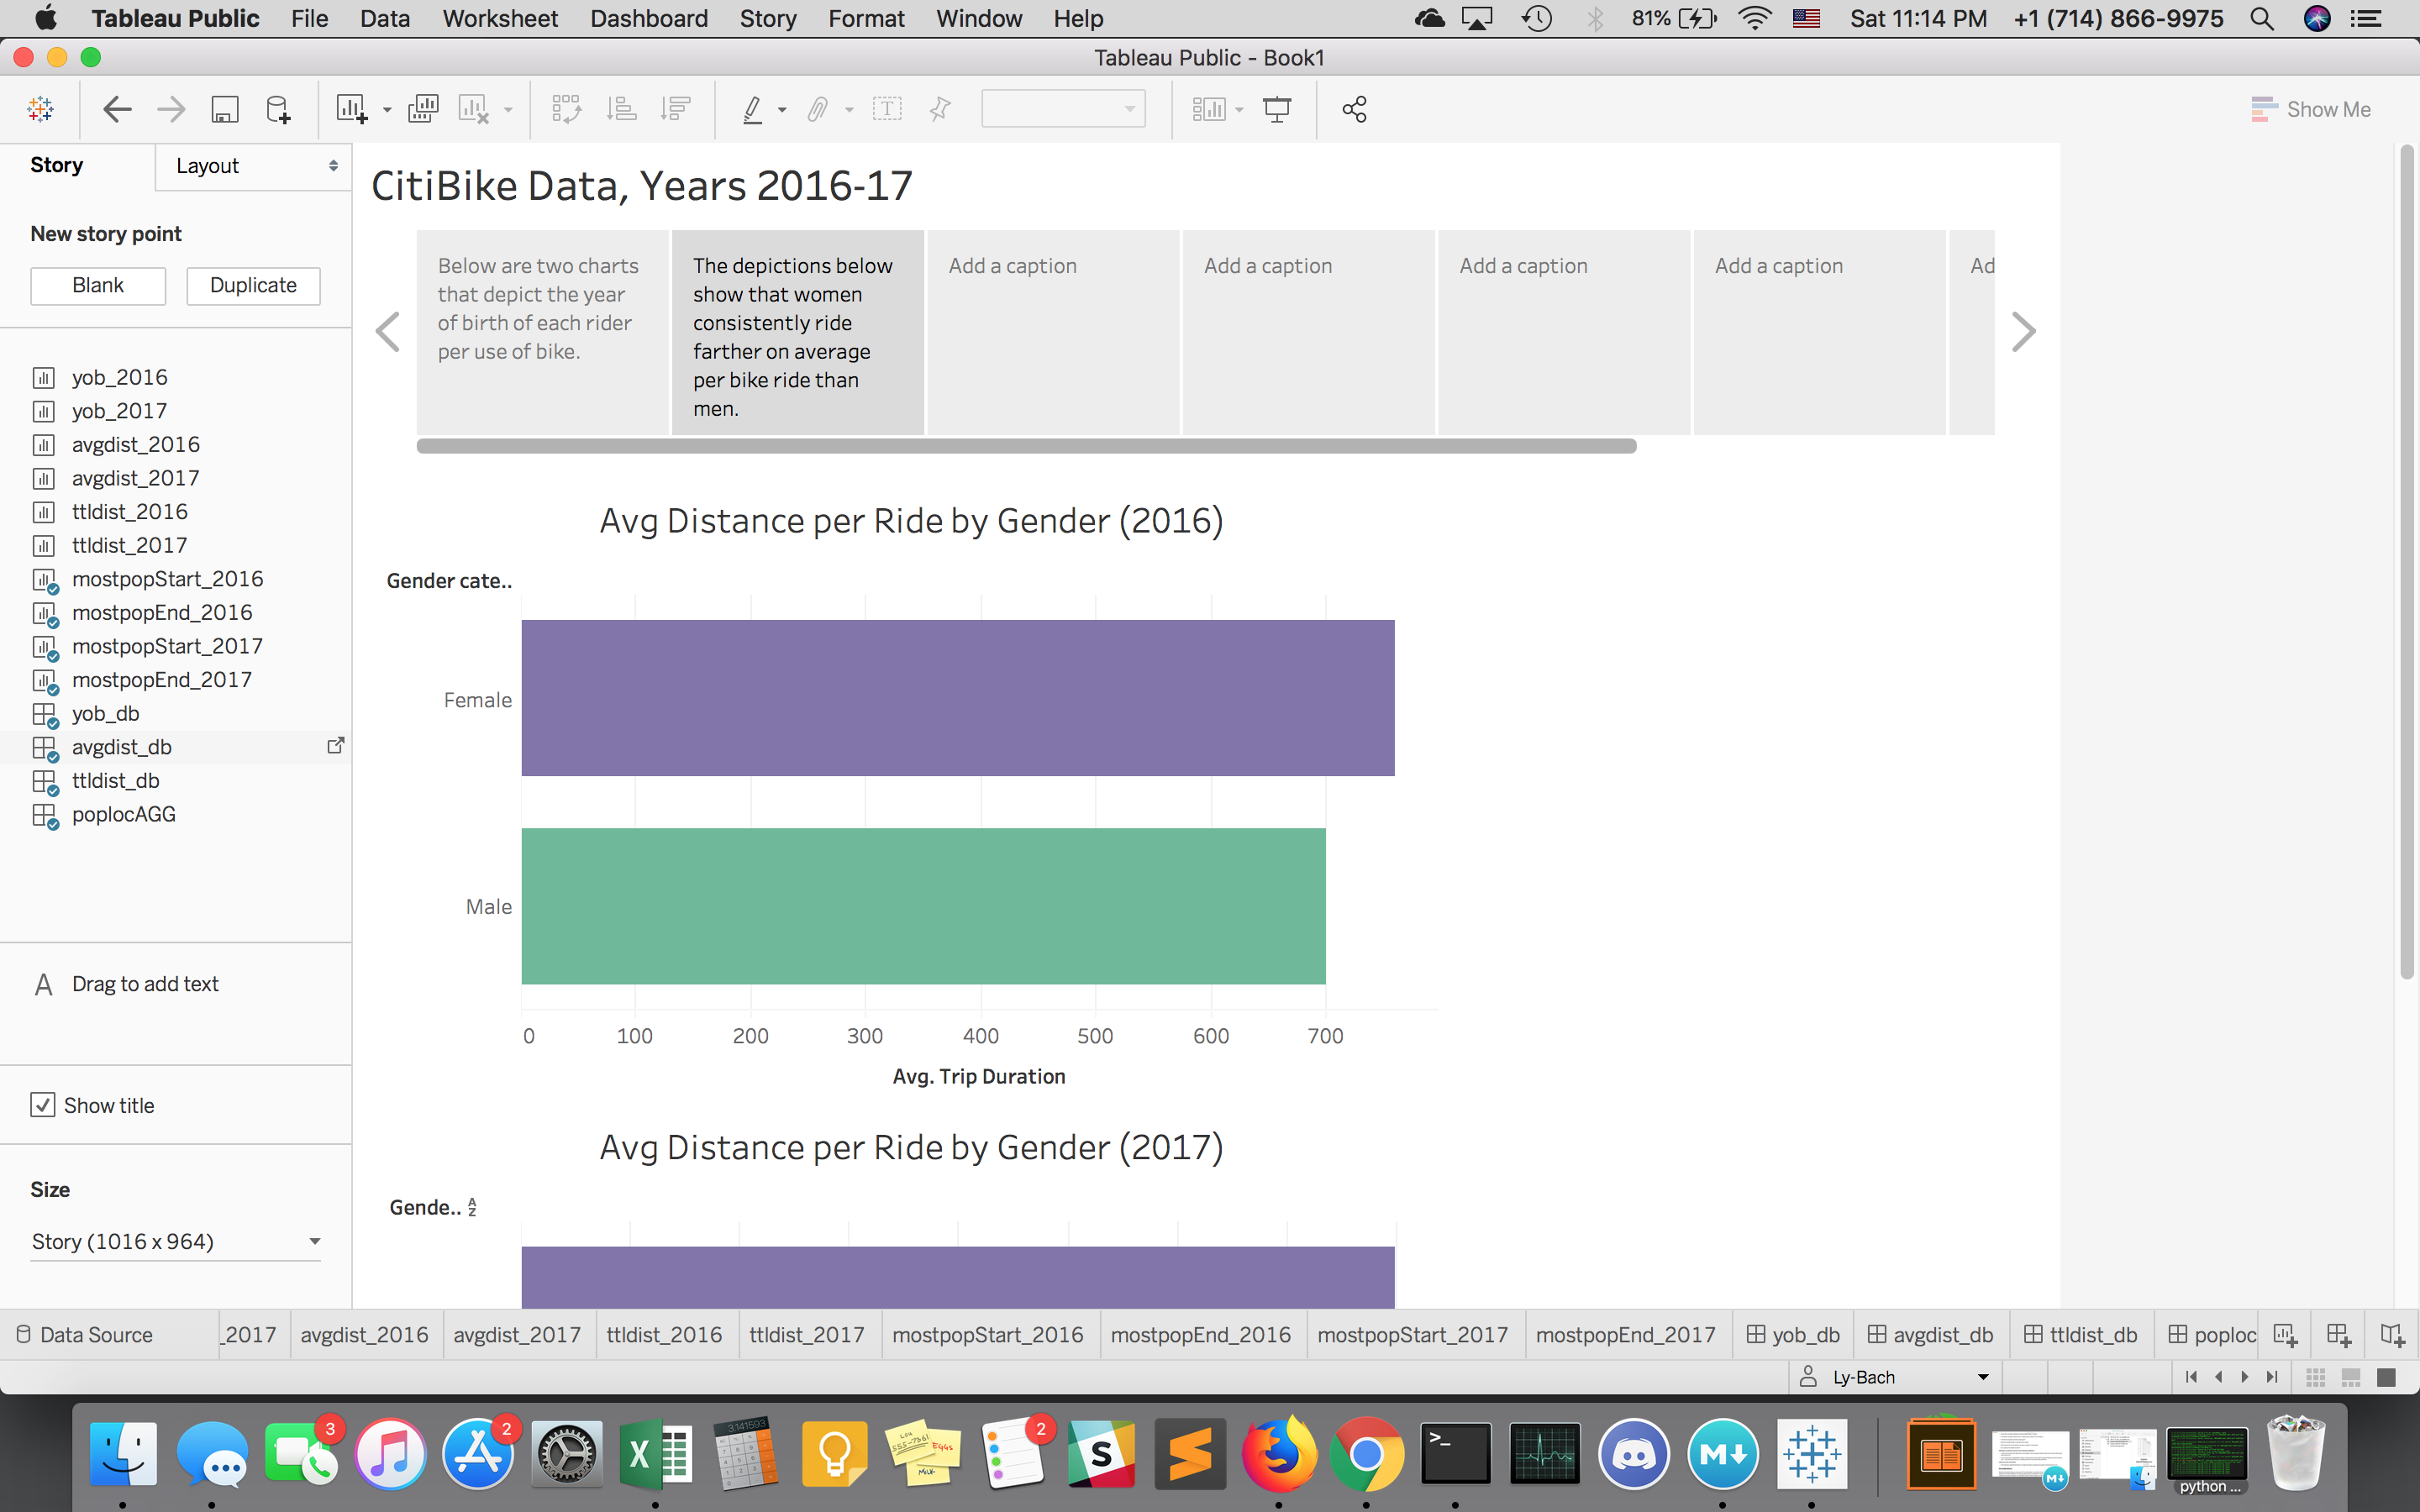 Tableau Public File Data Worksheet Dashboard Story Format Window Help 81% Sat 11:14 PM +1 (714) 866-9975
Tableau Public - Book1
Show Me
Story Layout
New story point
Blank Duplicate
yob_2016
yob_2017
avgdist_2016
avgdist_2017
ttldist_2016
ttldist_2017
mostpopStart_2016
mostpopEnd_2016
mostpopStart_2017
mostpopEnd_2017
yob_db
avgdist_db
ttldist_db
poplocAGG
A Drag to add text
Show title
Size
Story (1016 x 964)
CitiBike Data, Years 2016-17
Below are two charts
that depict the year
of birth of each rider
per use of bike.
The depictions below
show that women
consistently ride
farther on average
per bike ride than
men.
Add a caption
Add a caption
Add a caption
Add a caption
Ad
Avg Distance per Ride by Gender (2016)
Gender cate..
Female
Male
0 100 200 300 400 500 600 700
Avg. Trip Duration
Avg Distance per Ride by Gender (2017)
Gende..
Data Source _2017 avgdist_2016 avgdist_2017 ttldist_2016 ttldist_2017 mostpopStart_2016 mostpopEnd_2016 mostpopStart_2017 mostpopEnd_2017 yob_db avgdist_db ttldist_db poploc
Ly-Bach
3 2 2
python ...